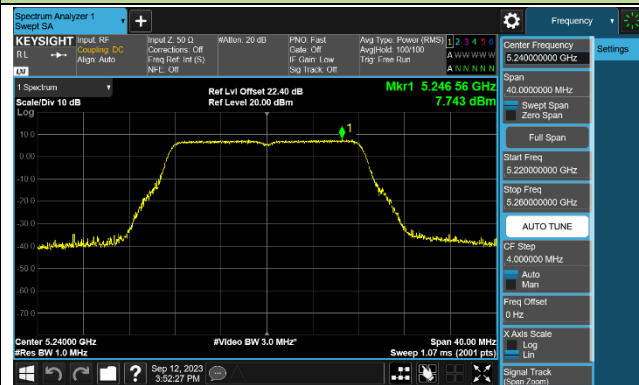 Spectrum Analyzer 1
Swept SA
Frequency
KEYSIGHT
Input: RF
Coupling: DC
Align: Auto
Input Z: 50 Ω
Corrections: Off
Freq Ref: Int (S)
NFE: Off
#Atten: 20 dB
PNO: Fast
Gate: Off
IF Gain: Low
Sig Track: Off
Avg Type: Power (RMS)
Avg|Hold: 100/100
Trig: Free Run
1 2 3 4 5 6
A W W W W W
A N N N N N
RL
LXI
1 Spectrum
Scale/Div 10 dB
Log
Ref Lvl Offset 22.40 dB
Ref Level 20.00 dBm
Mkr1 5.246 56 GHz
7.743 dBm
1
10.0
0.00
-10.0
-20.0
-30.0
-40.0
-50.0
-60.0
-70.0
Center 5.24000 GHz
#Res BW 1.0 MHz
#Video BW 3.0 MHz*
Span 40.00 MHz
Sweep 1.07 ms (2001 pts)
Sep 12, 2023
3:52:27 PM
Center Frequency
5.240000000 GHz
Settings
Span
40.0000000 MHz
Swept Span
Zero Span
Full Span
Start Freq
5.220000000 GHz
Stop Freq
5.260000000 GHz
AUTO TUNE
CF Step
4.000000 MHz
Auto
Man
Freq Offset
0 Hz
X Axis Scale
Log
Lin
Signal Track
(Span Zoom)